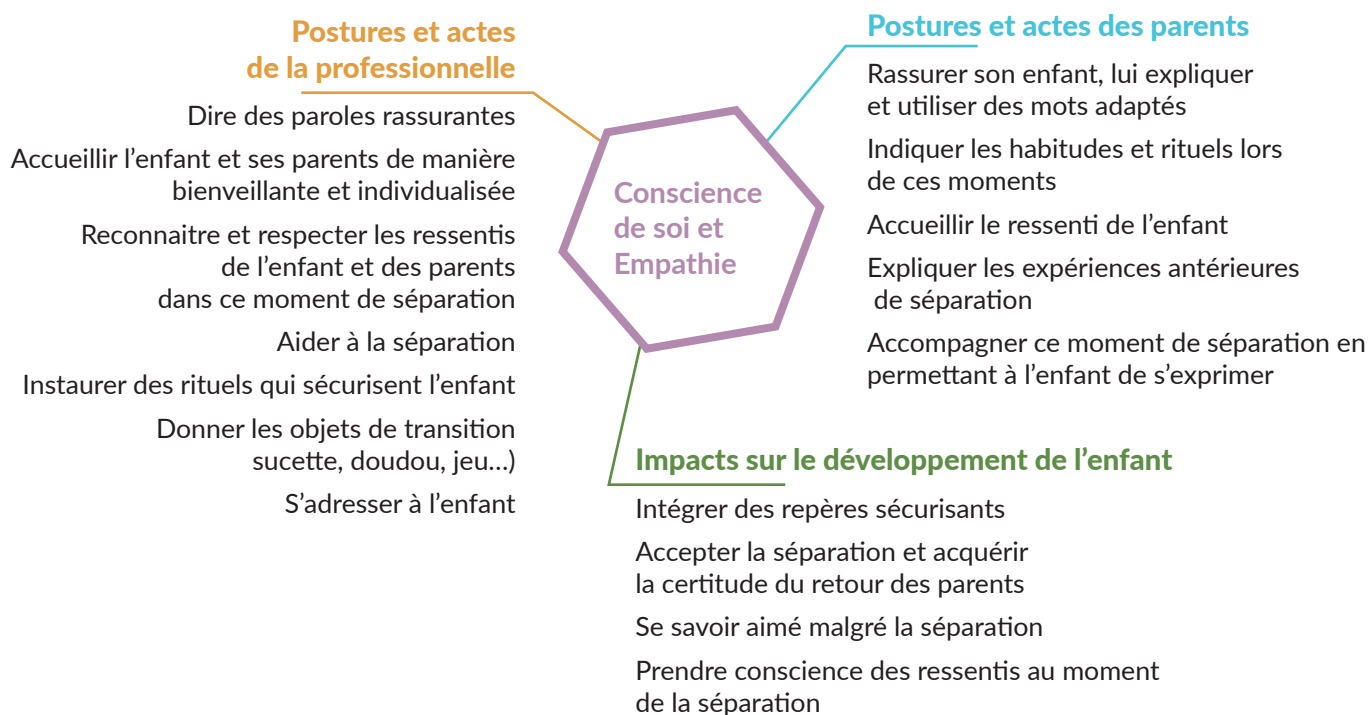 Postures et actes
de la professionnelle
Dire des paroles rassurantes
Accueillir l’enfant et ses parents de manière
bienveillante et individualisée
Reconnaitre et respecter les ressentis
de l’enfant et des parents
dans ce moment de séparation
Aider à la séparation
Instaurer des rituels qui sécurisent l’enfant
Donner les objets de transition
sucette, doudou, jeu...)
S’adresser à l’enfant
Conscience
de soi et
Empathie
Postures et actes des parents
Rassurer son enfant, lui expliquer
et utiliser des mots adaptés
Indiquer les habitudes et rituels lors
de ces moments
Accueillir le ressenti de l’enfant
Expliquer les expériences antérieures
de séparation
Accompagner ce moment de séparation en
permettant à l’enfant de s’exprimer
Impacts sur le développement de l’enfant
Intégrer des repères sécurisants
Accepter la séparation et acquérir
la certitude du retour des parents
Se savoir aimé malgré la séparation
Prendre conscience des ressentis au moment
de la séparation